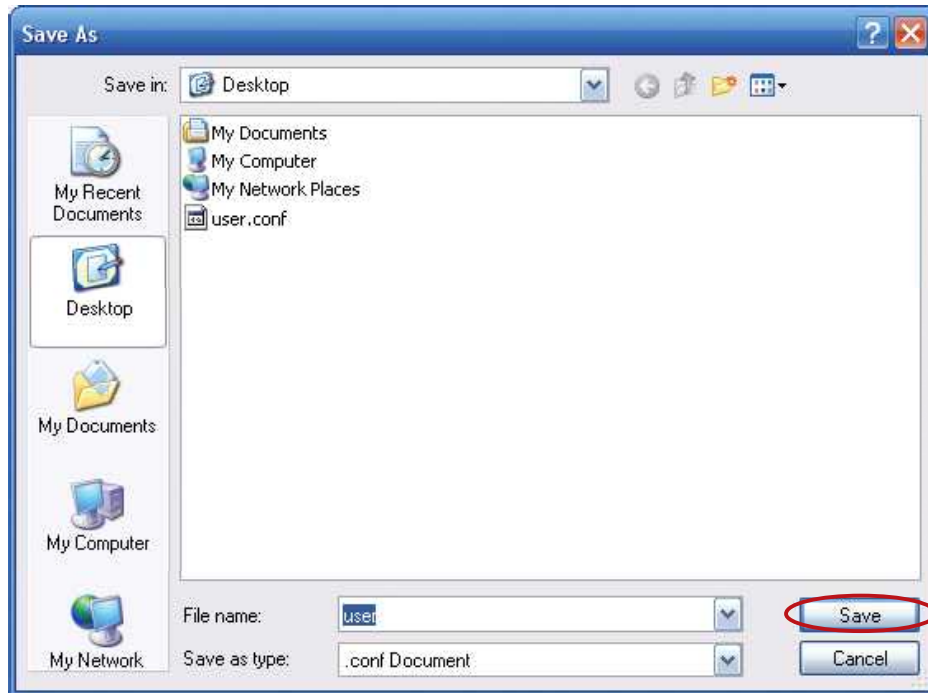 Save As
Save in:
Desktop
My Recent
Documents
Desktop
My Documents
My Computer
My Network
My Documents
My Computer
My Network Places
user.conf
File name:
user
Save
Save as type:
.conf Document
Cancel